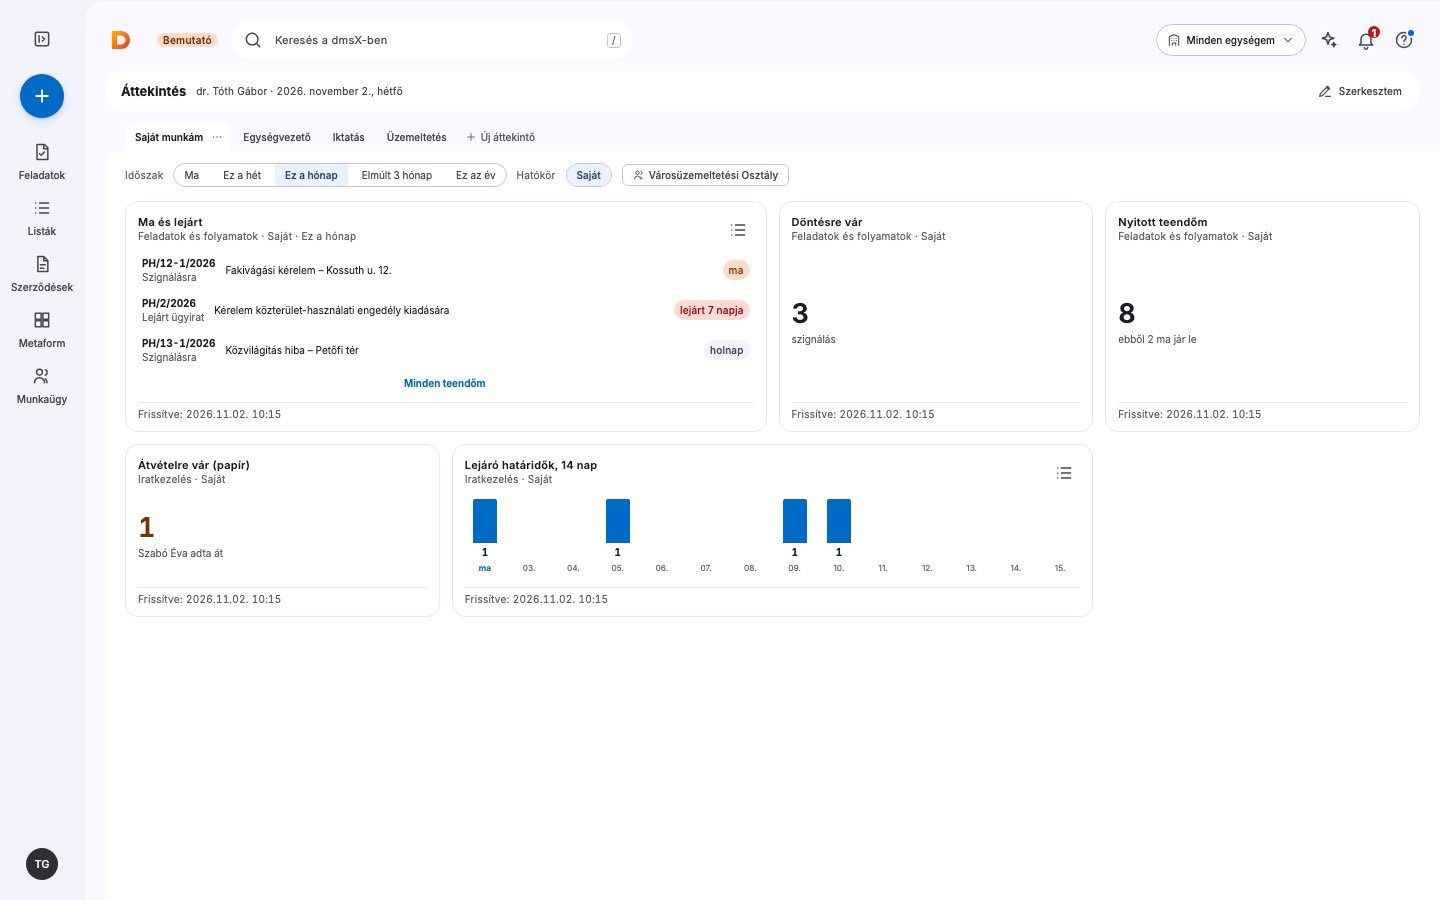 Bemutató
Keresés a dmsX-ben
/
Minden egységem
1
Áttekintés dr. Tóth Gábor · 2026. november 2., hétfő
Szerkesztem
Feladatok
Listák
Szerződések
Metaform
Munkaügy
TG
Saját munkám ··· Egységvezető Iktatás Üzemeltetés + Új áttekintő
Időszak Ma Ez a hét Ez a hónap Elmúlt 3 hónap Ez az év Hatókör Saját Városüzemeltetési Osztály
Ma és lejárt
Feladatok és folyamatok · Saját · Ez a hónap
PH/12-1/2026
Szignálásra
Fakivágási kérelem – Kossuth u. 12.
ma
PH/2/2026
Lejárt ügyirat
Kérelem közterület-használati engedély kiadására
lejárt 7 napja
PH/13-1/2026
Szignálásra
Közvilágítás hiba – Petőfi tér
holnap
Minden teendőm
Frissítve: 2026.11.02. 10:15
Döntésre vár
Feladatok és folyamatok · Saját
3
szignálás
Frissítve: 2026.11.02. 10:15
Nyitott teendőm
Feladatok és folyamatok · Saját
8
ebből 2 ma jár le
Frissítve: 2026.11.02. 10:15
Átvételre vár (papír)
Iratkezelés · Saját
1
Szabó Éva adta át
Frissítve: 2026.11.02. 10:15
Lejáró határidők, 14 nap
Iratkezelés · Saját
1 1 1 1
ma 03. 04. 05. 06. 07. 08. 09. 10. 11. 12. 13. 14. 15.
Frissítve: 2026.11.02. 10:15